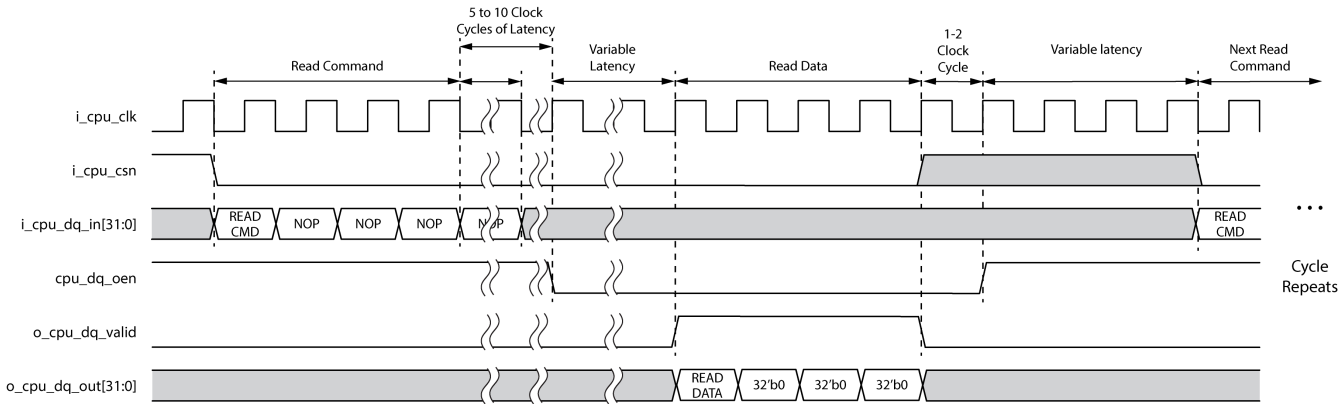 5 to 10 Clock
Cycles of Latency
1-2
Clock
Cycle
Variable
Latency
Variable latency
Next Read
Command
Read Command
Read Data
i_cpu_clk
i_cpu_csn
i_cpu_dq_in[31:0]
READ
CMD
NOP
NOP
NOP
NOP
READ
CMD
...
cpu_dq_oen
Cycle
Repeats
o_cpu_dq_valid
o_cpu_dq_out[31:0]
READ
DATA
32'b0
32'b0
32'b0